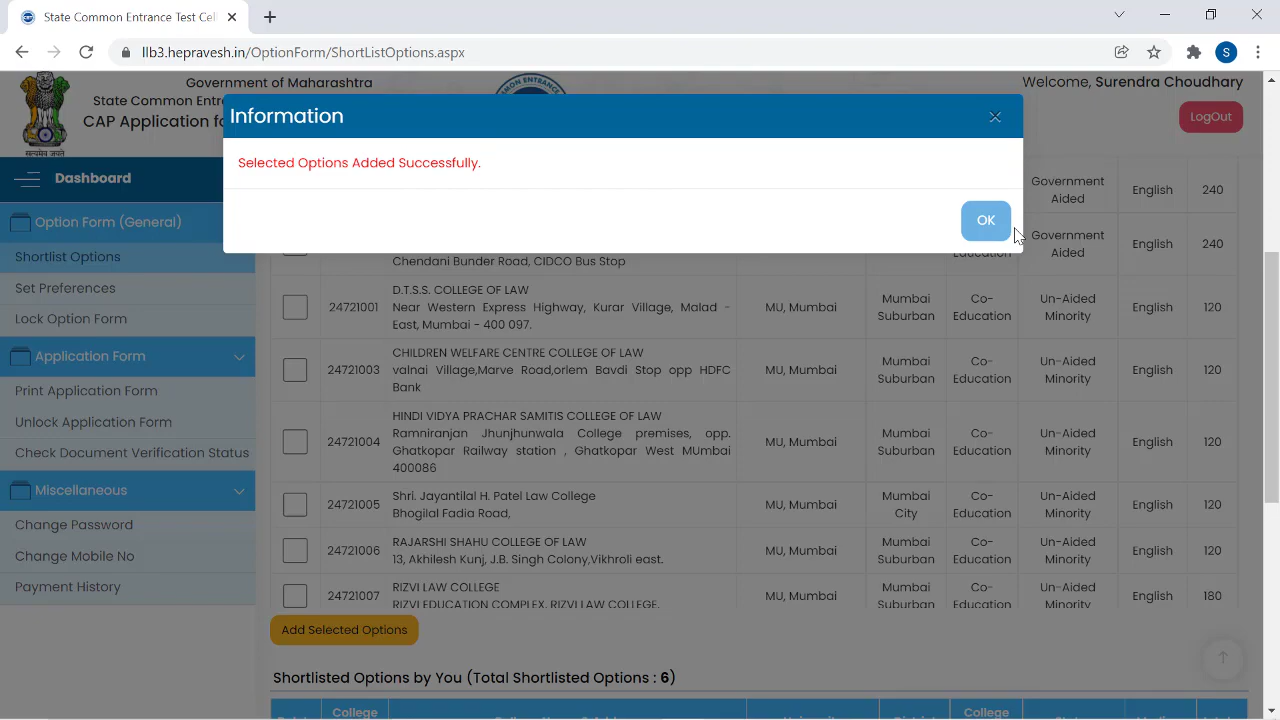 State Common Entrance Test Cel
llb3.hepravesh.in/OptionForm/ShortListOptions.aspx
S
Government of Maharashtra
State Common Entr
CAP Application fo
Welcome, Surendra Choudhary
LogOut
Information
Selected Options Added Successfully.
OK
Dashboard
Option Form (General)
Shortlist Options
Set Preferences
Lock Option Form
Application Form
Print Application Form
Unlock Application Form
Check Document Verification Status
Miscellaneous
Change Password
Change Mobile No
Payment History
Government Aided English 240
Chendani Bunder Road, CIDCO Bus Stop Education Government Aided English 240
24721001 D.T.S.S. COLLEGE OF LAW
Near Western Express Highway, Kurar Village, Malad -
East, Mumbai - 400 097.
MU, Mumbai Mumbai Suburban Co-Education Un-Aided Minority English 120
24721003 CHILDREN WELFARE CENTRE COLLEGE OF LAW
valnai Village,Marve Road,orlem Bavdi Stop opp HDFC
Bank
MU, Mumbai Mumbai Suburban Co-Education Un-Aided Minority English 120
24721004 HINDI VIDYA PRACHAR SAMITIS COLLEGE OF LAW
Ramniranjan Jhunjhunwala College premises, opp.
Ghatkopar Railway station , Ghatkopar West Mumbai
400086
MU, Mumbai Mumbai Suburban Co-Education Un-Aided Minority English 120
24721005 Shri. Jayantilal H. Patel Law College
Bhogilal Fadia Road,
MU, Mumbai Mumbai City Co-Education Un-Aided Minority English 120
24721006 RAJARSHI SHAHU COLLEGE OF LAW
13, Akhilesh Kunj, J.B. Singh Colony,Vikhroli east.
MU, Mumbai Mumbai Suburban Co-Education Un-Aided Minority English 120
24721007 RIZVI LAW COLLEGE
RIZVI EDUCATION COMPLEX, RIZVI LAW COLLEGE,
MU, Mumbai Mumbai Suburban Co-Education Un-Aided Minority English 180
Add Selected Options
Shortlisted Options by You (Total Shortlisted Options : 6)
College
College